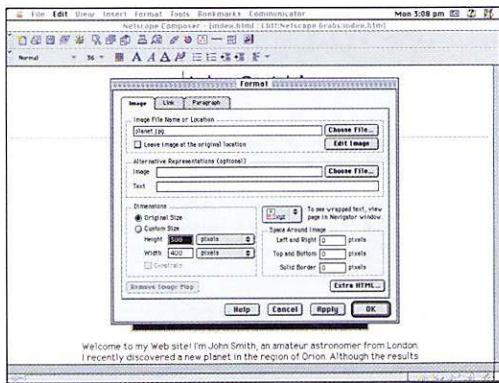 File Edit View Insert Format Tools Bookmarks Communicator Mon 3:08 pm
Netscape Composer - [index.html : EXT:Netscape Grabs:index.html]
Normal 36
Format
Image Link Paragraph
Image File Name or Location
planet.jpg Choose File...
Leave image at the original location Edit Image
Alternative Representations (optional)
Image Choose File...
Text
Dimensions
Original Size
Custom Size
Height 300 pixels
Width 400 pixels
Constrain
xyz
To see wrapped text, view
page in Navigator window.
Space Around Image
Left and Right 0 pixels
Top and Bottom 0 pixels
Solid Border 0 pixels
Remove Image Map Extra HTML...
Help Cancel Apply OK
Welcome to my Web site! I'm John Smith, an amateur astronomer from London.
I recently discovered a new planet in the region of Orion. Although the results